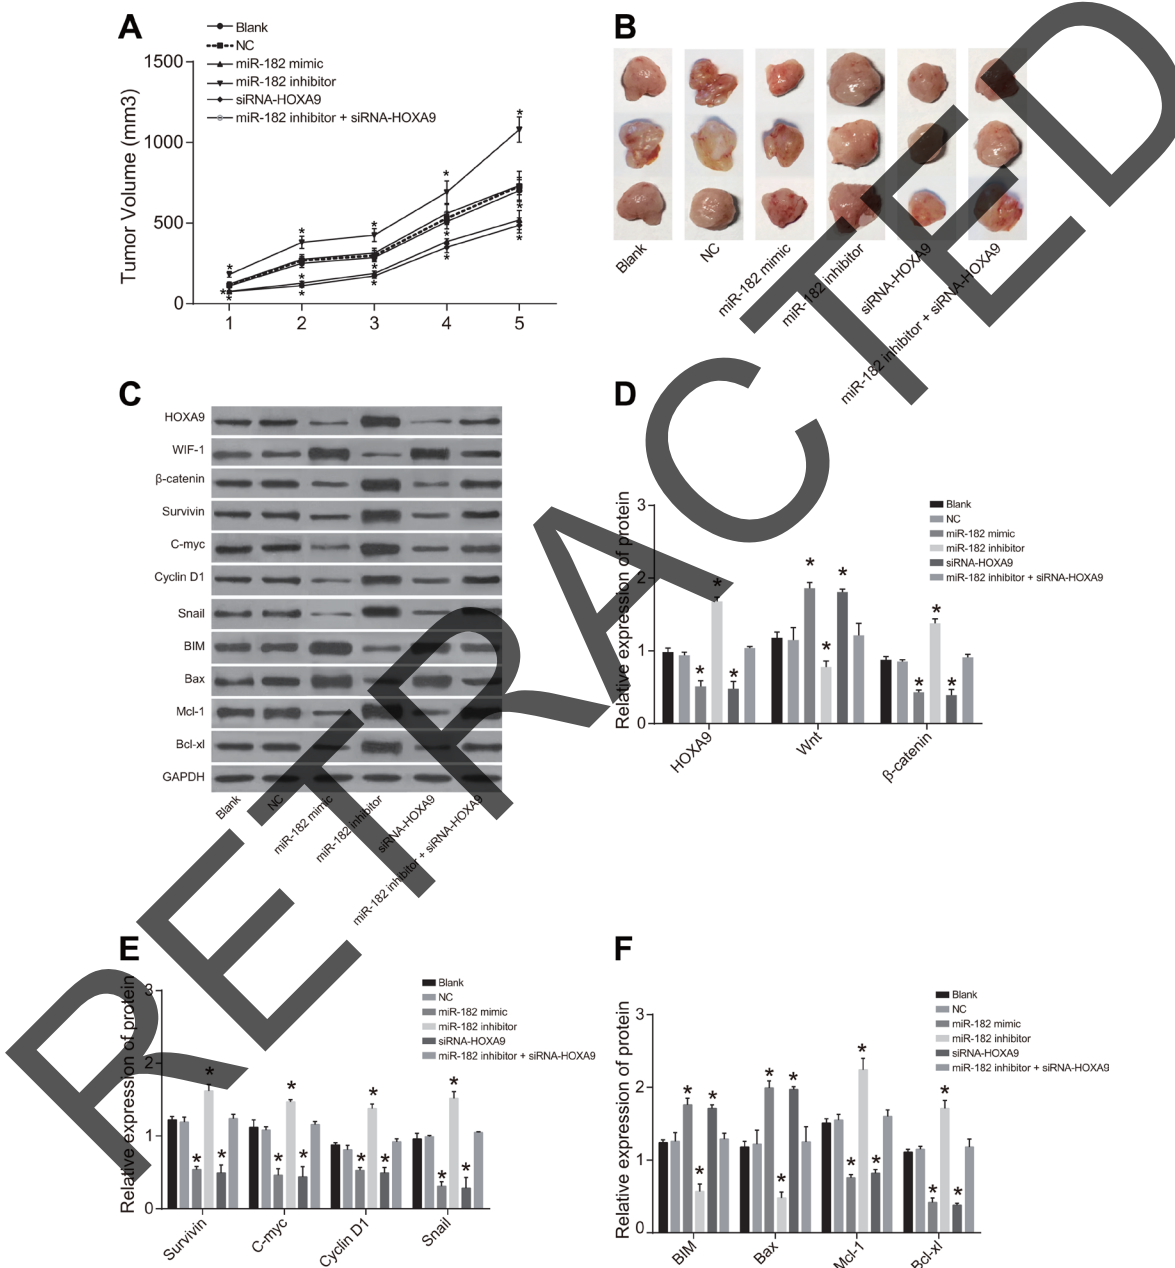 A
Blank
NC
miR-182 mimic
miR-182 inhibitor
siRNA-HOXA9
miR-182 inhibitor + siRNA-HOXA9
Tumor Volume (mm3)
1500
1000
500
0
1 2 3 4 5
* * * * *
* * * * *
* * * * *
B
Blank
NC
miR-182 mimic
miR-182 inhibitor
siRNA-HOXA9
miR-182 inhibitor + siRNA-HOXA9
C
HOXA9
WIF-1
β-catenin
Survivin
C-myc
Cyclin D1
Snail
BIM
Bax
Mcl-1
Bcl-xl
GAPDH
Blank
NC
miR-182 mimic
miR-182 inhibitor
siRNA-HOXA9
miR-182 inhibitor + siRNA-HOXA9
D
Relative expression of protein
3
2
1
0
Blank
NC
miR-182 mimic
miR-182 inhibitor
siRNA-HOXA9
miR-182 inhibitor + siRNA-HOXA9
* * *
* * *
* * *
HOXA9
Wnt
β-catenin
E
Relative expression of protein
3
2
1
0
Blank
NC
miR-182 mimic
miR-182 inhibitor
siRNA-HOXA9
miR-182 inhibitor + siRNA-HOXA9
* * *
* * *
* * *
* * *
Survivin
C-myc
Cyclin D1
Snail
F
Relative expression of protein
3
2
1
0
Blank
NC
miR-182 mimic
miR-182 inhibitor
siRNA-HOXA9
miR-182 inhibitor + siRNA-HOXA9
* * *
* * *
* * *
* * *
BIM
Bax
Mcl-1
Bcl-xl
RETRACTED